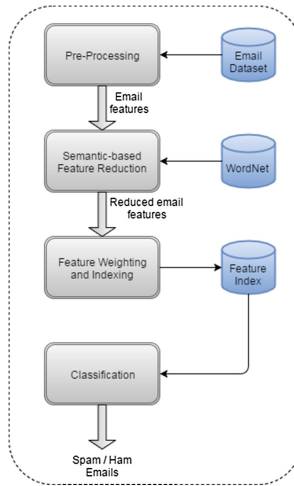 Pre-Processing
Email
Dataset
Email
features
Semantic-based
Feature Reduction
WordNet
Reduced email
features
Feature Weighting
and Indexing
Feature
Index
Classification
Spam / Ham
Emails